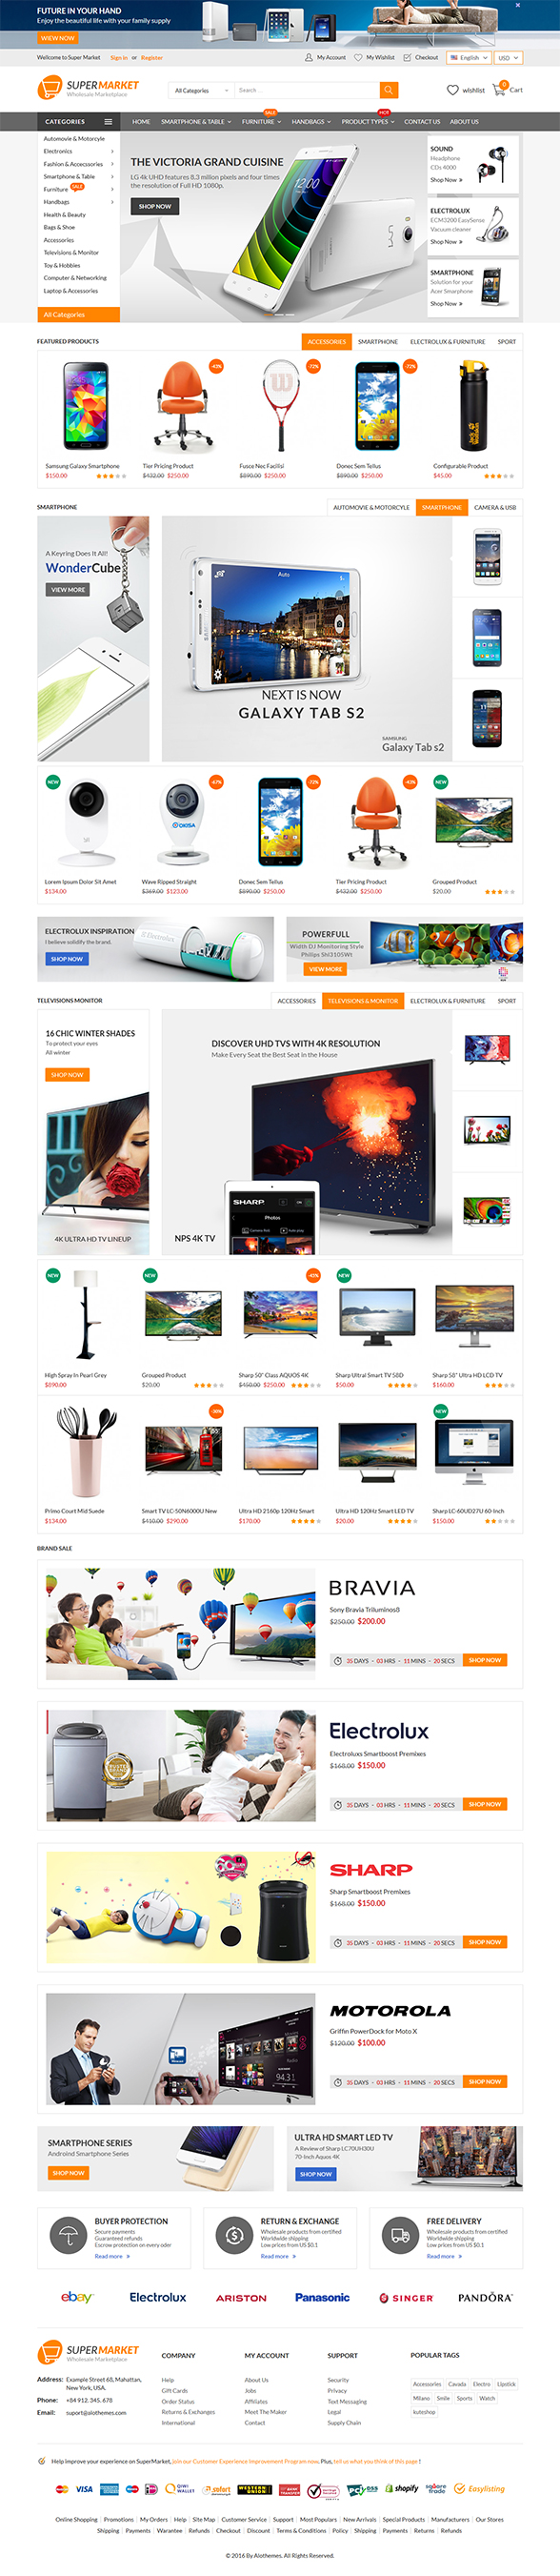 FUTURE IN YOUR HAND
Enjoy the beautiful life with your family supply
VIEW NOW
Wellcome to Super Market Sign in or Register
My Account My Wishlist Checkout English USD
SUPERMARKET
Wholesale Marketplace
All Categories Search ...
wishlist 0 Cart
CATEGORIES
HOME SMARTPHONE & TABLE FURNITURE SALE HANDBAGS PRODUCT TYPES HOT CONTACT US ABOUT US
Automovie & Motorcyle
Electronics
Fashion & Accecssories
Smartphone & Table
Furniture SALE
Handbags
Health & Beauty
Bags & Shoe
Accessories
Televisions & Monitor
Toy & Hobbies
Computer & Networking
Laptop & Accessories
All Categories
THE VICTORIA GRAND CUISINE
LG 4k UHD features 8.3 milion pixels and four times
the resolution of Full HD 1080p.
SHOP NOW
12:00
SOUND
Headphone
CDs 4000
Shop Now »
ELECTROLUX
ECM3200 EasySense
Vacuum cleaner
Shop Now »
SMARTPHONE
Solution for your
Acer Smarphone
Shop Now »
FEATURED PRODUCTS
ACCESSORIES SMARTPHONE ELECTROLUX & FURNITURE SPORT
-43% -72% -72%
Samsung Galaxy Smartphone
$150.00
Tier Pricing Product
$432.00 $250.00
Fusce Nec Facilisi
$890.00 $250.00
Donec Sem Tellus
$890.00 $250.00
Configurable Product
$45.00
SMARTPHONE
AUTOMOVIE & MOTORCYLE SMARTPHONE CAMERA & USB
A Keyring Does It All!
WonderCube
VIEW MORE
Auto
NEXT IS NOW
GALAXY TAB S2
SAMSUNG
Galaxy Tab s2
NEW -67% -72% -43% NEW
Lorem Ipsum Dolor Sit Amet
$134.00
Wave Ripped Straight
$369.00 $123.00
Donec Sem Tellus
$890.00 $250.00
Tier Pricing Product
$432.00 $250.00
Grouped Product
$20.00
ELECTROLUX INSPIRATION
I believe solidify the brand.
SHOP NOW
Electrolux
POWERFULL
Width DJ Monitoring Style
Philips Shl3105Wt
VIEW MORE
TELEVISIONS MONITOR
ACCESSORIES TELEVISIONS & MONITOR ELECTROLUX & FURNITURE SPORT
16 CHIC WINTER SHADES
To protect your eyes
All winter
SHOP NOW
4K ULTRA HD TV LINEUP
DISCOVER UHD TVS WITH 4K RESOLUTION
Make Every Seat the Best Seat in the House
SHARP
Photos
NPS 4K TV
NEW NEW -45% NEW
High Spray In Pearl Grey
$690.00
Grouped Product
$20.00
Sharp 50" Class AQUOS 4K
$450.00 $250.00
Sharp Ultral Smart TV 58D
$50.00
Sharp 58" Ultra HD LCD TV
$160.00
-30% NEW
Primo Court Mid Suede
$134.00
Smart TV LC-50N6000U New
$410.00 $290.00
Ultra HD 2160p 120Hz Smart
$170.00
Ultra HD 120Hz Smart LED TV
$20.00
Sharp LC-60UD27U 60-Inch
$150.00
BRAND SALE
BRAVIA
Sony Bravia Triluminos8
$250.00 $200.00
35 DAYS - 03 HRS - 11 MINS - 20 SECS SHOP NOW
Electrolux
Electroluxs Smartboost Premixes
$168.00 $150.00
35 DAYS - 03 HRS - 11 MINS - 20 SECS SHOP NOW
SHARP
Sharp Smartboost Premixes
$168.00 $150.00
35 DAYS - 03 HRS - 11 MINS - 20 SECS SHOP NOW
MOTOROLA
Griffin PowerDock for Moto X
$120.00 $100.00
35 DAYS - 03 HRS - 11 MINS - 20 SECS SHOP NOW
Radio
94.31
SMARTPHONE SERIES
Androind Smartphone Series
SHOP NOW
ULTRA HD SMART LED TV
A Review of Sharp LC70UH30U
70-Inch Aquos 4K
SHOP NOW
BUYER PROTECTION
Secure payments
Guaranteed refunds
Escrow protection on every oder
Read more »
RETURN & EXCHANGE
Wholesale products from certified
Worldwide shipping
Low prices from US $0.1
Read more »
FREE DELIVERY
Wholesale products from certified
Worldwide shipping
Low prices from US $0.1
Read more »
ebay Electrolux ARISTON Panasonic SINGER PANDÖRA
SUPERMARKET
Wholesale Marketplace
Address: Example Street 68, Mahattan,
New York, USA.
Phone: +84 912. 345. 678
Email: suport@alothemes.com
COMPANY
Help
Gift Cards
Order Status
Returns & Exchanges
International
MY ACCOUNT
About Us
Jobs
Affiliates
Meet The Maker
Contact
SUPPORT
Security
Privacy
Text Messaging
Legal
Supply Chain
POPULAR TAGS
Accessories Cavada Electro Lipstick
Milano Smile Sports Watch
kuteshop
Help improve your experience on SuperMarket, join our Customer Experience Improvement Program now. Plus, tell us what you think of this page !
VISA iD QIWI WALLET sofort WESTERN UNION BANK TRANSFER shopify Easylisting
Online Shopping Promotions My Orders Help Site Map Customer Service Support Most Populars New Arrivals Special Products Manufacturers Our Stores
Shipping Payments Warantee Refunds Checkout Discount Terms & Conditions Policy Shipping Payments Returns Refunds
© 2016 By Alothemes. All Rights Reserved.